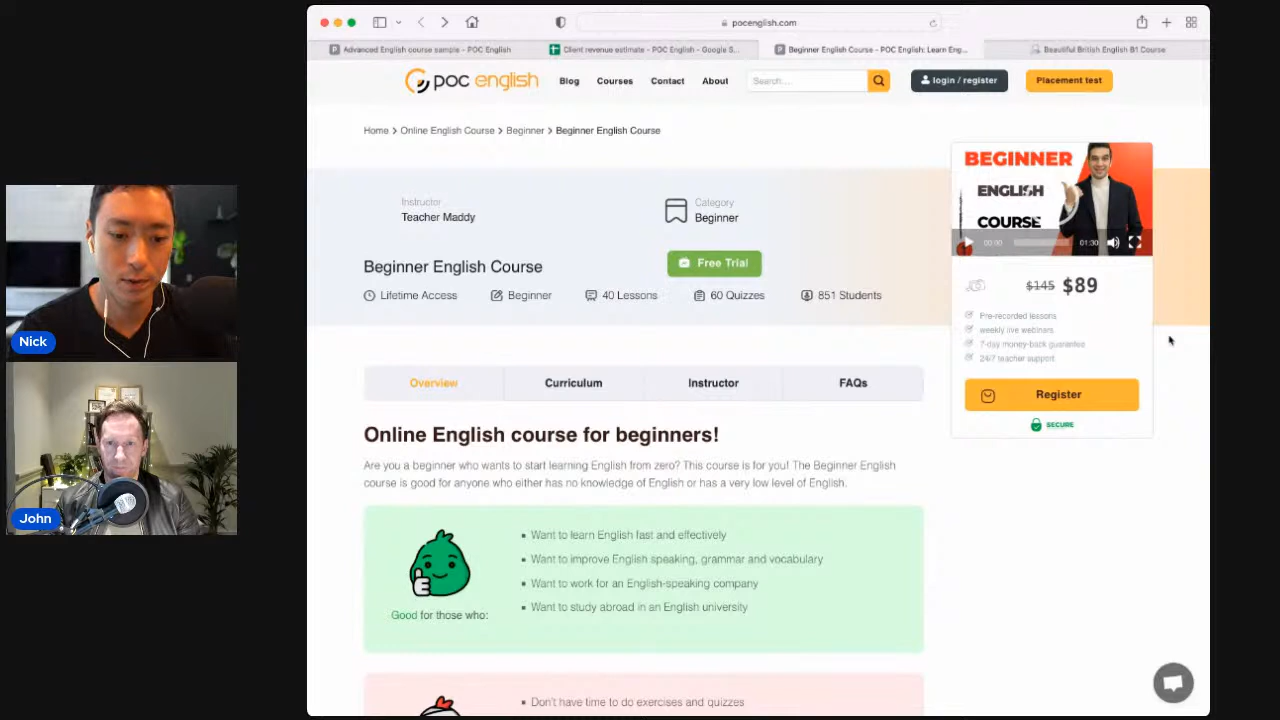 pocenglish.com
Advanced English course sample - POC English
Client revenue estimate - POC English - Google S...
Beginner English Course - POC English: Learn Eng...
Beautiful British English B1 Course
poc english
Blog
Courses
Contact
About
Search...
login / register
Placement test
Home > Online English Course > Beginner > Beginner English Course
Instructor
Teacher Maddy
Category
Beginner
Beginner English Course
Free Trial
Lifetime Access
Beginner
40 Lessons
60 Quizzes
851 Students
BEGINNER
ENGLISH
COURSE
00:00
01:30
$145 $89
Pre-recorded lessons
weekly live webinars
7-day money-back guarantee
24/7 teacher support
Register
SECURE
Overview
Curriculum
Instructor
FAQs
Online English course for beginners!
Are you a beginner who wants to start learning English from zero? This course is for you! The Beginner English
course is good for anyone who either has no knowledge of English or has a very low level of English.
Good for those who:
▪ Want to learn English fast and effectively
▪ Want to improve English speaking, grammar and vocabulary
▪ Want to work for an English-speaking company
▪ Want to study abroad in an English university
▪ Don't have time to do exercises and quizzes
Nick
John